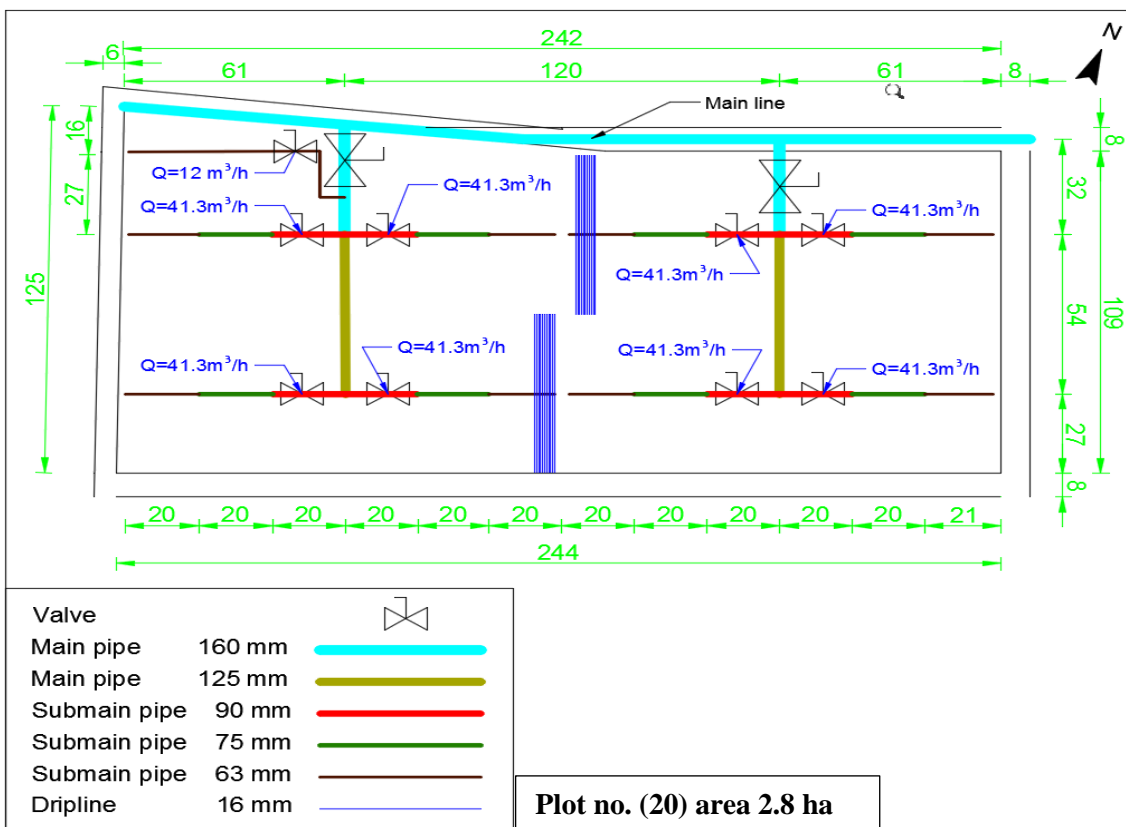 242
6
61
120
61
8
N
Main line
16
8
Q=12 m³/h
Q=41.3m³/h
Q=41.3m³/h
Q=41.3m³/h
27
32
Q=41.3m³/h
125
54
109
Q=41.3m³/h
Q=41.3m³/h
Q=41.3m³/h
Q=41.3m³/h
27
8
20 20 20 20 20 20 20 20 20 20 20 21
244
Valve
Main pipe 160 mm
Main pipe 125 mm
Submain pipe 90 mm
Submain pipe 75 mm
Submain pipe 63 mm
Dripline 16 mm
Plot no. (20) area 2.8 ha